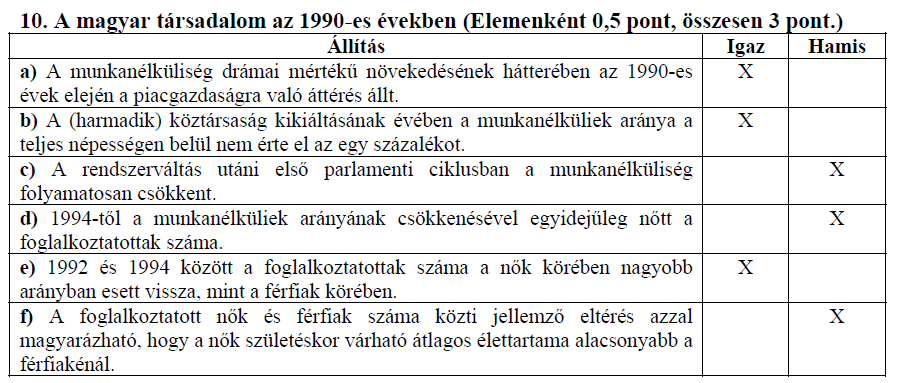 10. A magyar társadalom az 1990-es években (Elemenként 0,5 pont, összesen 3 pont.)
Állítás Igaz Hamis
a) A munkanélküliség drámai mértékű növekedésének hátterében az 1990-es X
évek elején a piacgazdaságra való áttérés állt.
b) A (harmadik) köztársaság kikiáltásának évében a munkanélküliek aránya a X
teljes népességen belül nem érte el az egy százalékot.
c) A rendszerváltás utáni első parlamenti ciklusban a munkanélküliség X
folyamatosan csökkent.
d) 1994-től a munkanélküliek arányának csökkenésével egyidejűleg nőtt a X
foglalkoztatottak száma.
e) 1992 és 1994 között a foglalkoztatottak száma a nők körében nagyobb X
arányban esett vissza, mint a férfiak körében.
f) A foglalkoztatott nők és férfiak száma közti jellemző eltérés azzal X
magyarázható, hogy a nők születéskor várható átlagos élettartama alacsonyabb a
férfiakénál.